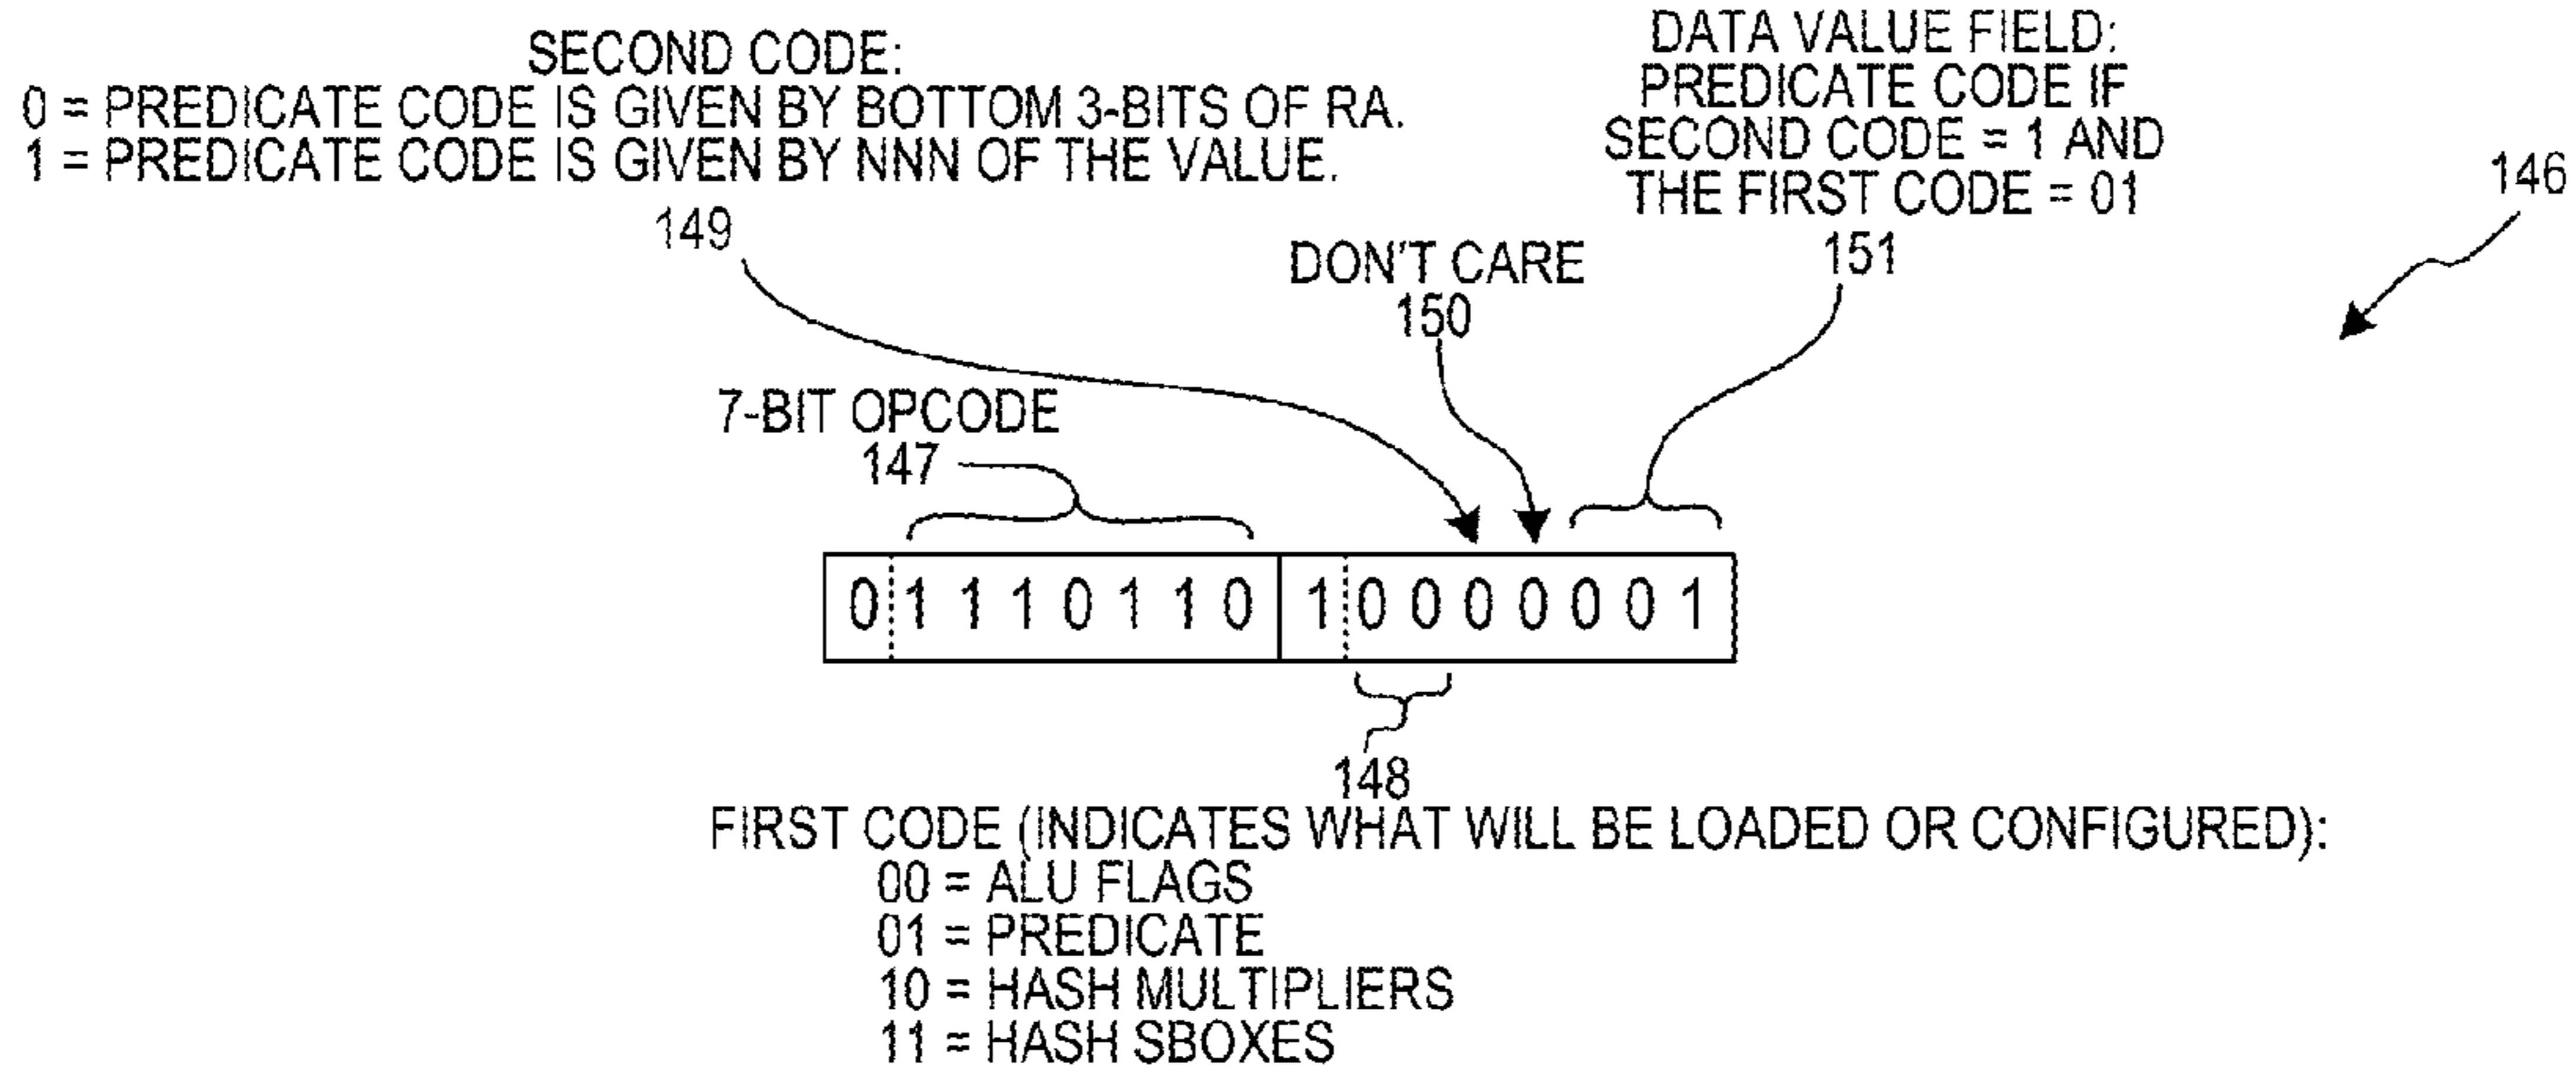 SECOND CODE:
0 = PREDICATE CODE IS GIVEN BY BOTTOM 3-BITS OF RA.
1 = PREDICATE CODE IS GIVEN BY NNN OF THE VALUE.
149
DATA VALUE FIELD:
PREDICATE CODE IF
SECOND CODE = 1 AND
THE FIRST CODE = 01
151
146
DON'T CARE
150
7-BIT OPCODE
147
0 1 1 1 0 1 1 0 1 0 0 0 0 0 0 1
148
FIRST CODE (INDICATES WHAT WILL BE LOADED OR CONFIGURED):
00 = ALU FLAGS
01 = PREDICATE
10 = HASH MULTIPLIERS
11 = HASH SBOXES